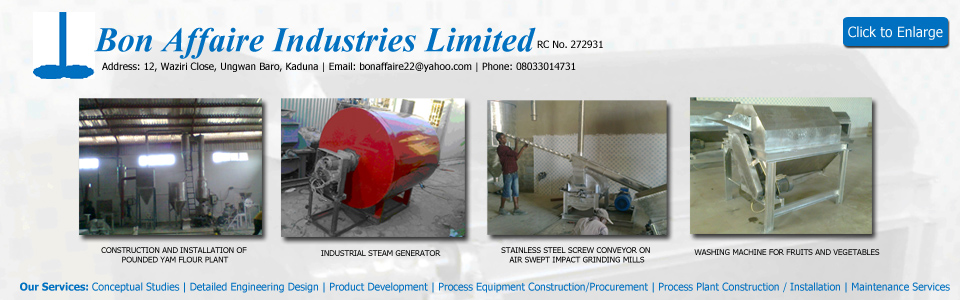 Bon Affaire Industries Limited RC No. 272931
Click to Enlarge
Address: 12, Waziri Close, Ungwan Baro, Kaduna | Email: bonaffaire22@yahoo.com | Phone: 08033014731
CONSTRUCTION AND INSTALLATION OF
POUNDED YAM FLOUR PLANT
INDUSTRIAL STEAM GENERATOR
STAINLESS STEEL SCREW CONVEYOR ON
AIR SWEPT IMPACT GRINDING MILLS
WASHING MACHINE FOR FRUITS AND VEGETABLES
Our Services: Conceptual Studies | Detailed Engineering Design | Product Development | Process Equipment Construction/Procurement | Process Plant Construction / Installation | Maintenance Services